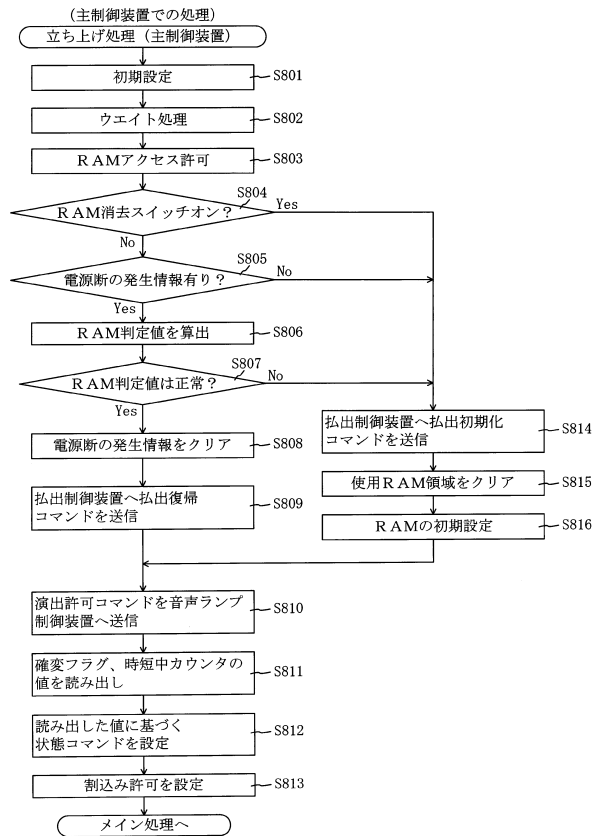 (主制御装置での処理)
立ち上げ処理(主制御装置)
初期設定
S801
ウエイト処理
S802
RAMアクセス許可
S803
S804
RAM消去スイッチオン?
Yes
No
S805
電源断の発生情報有り?
No
Yes
RAM判定値を算出
S806
S807
RAM判定値は正常?
No
Yes
電源断の発生情報をクリア
S808
払出制御装置へ払出復帰
コマンドを送信
S809
払出制御装置へ払出初期化
コマンドを送信
S814
使用RAM領域をクリア
S815
RAMの初期設定
S816
演出許可コマンドを音声ランプ
制御装置へ送信
S810
確変フラグ、時短中カウンタの
値を読み出し
S811
読み出した値に基づく
状態コマンドを設定
S812
割込み許可を設定
S813
メイン処理へ